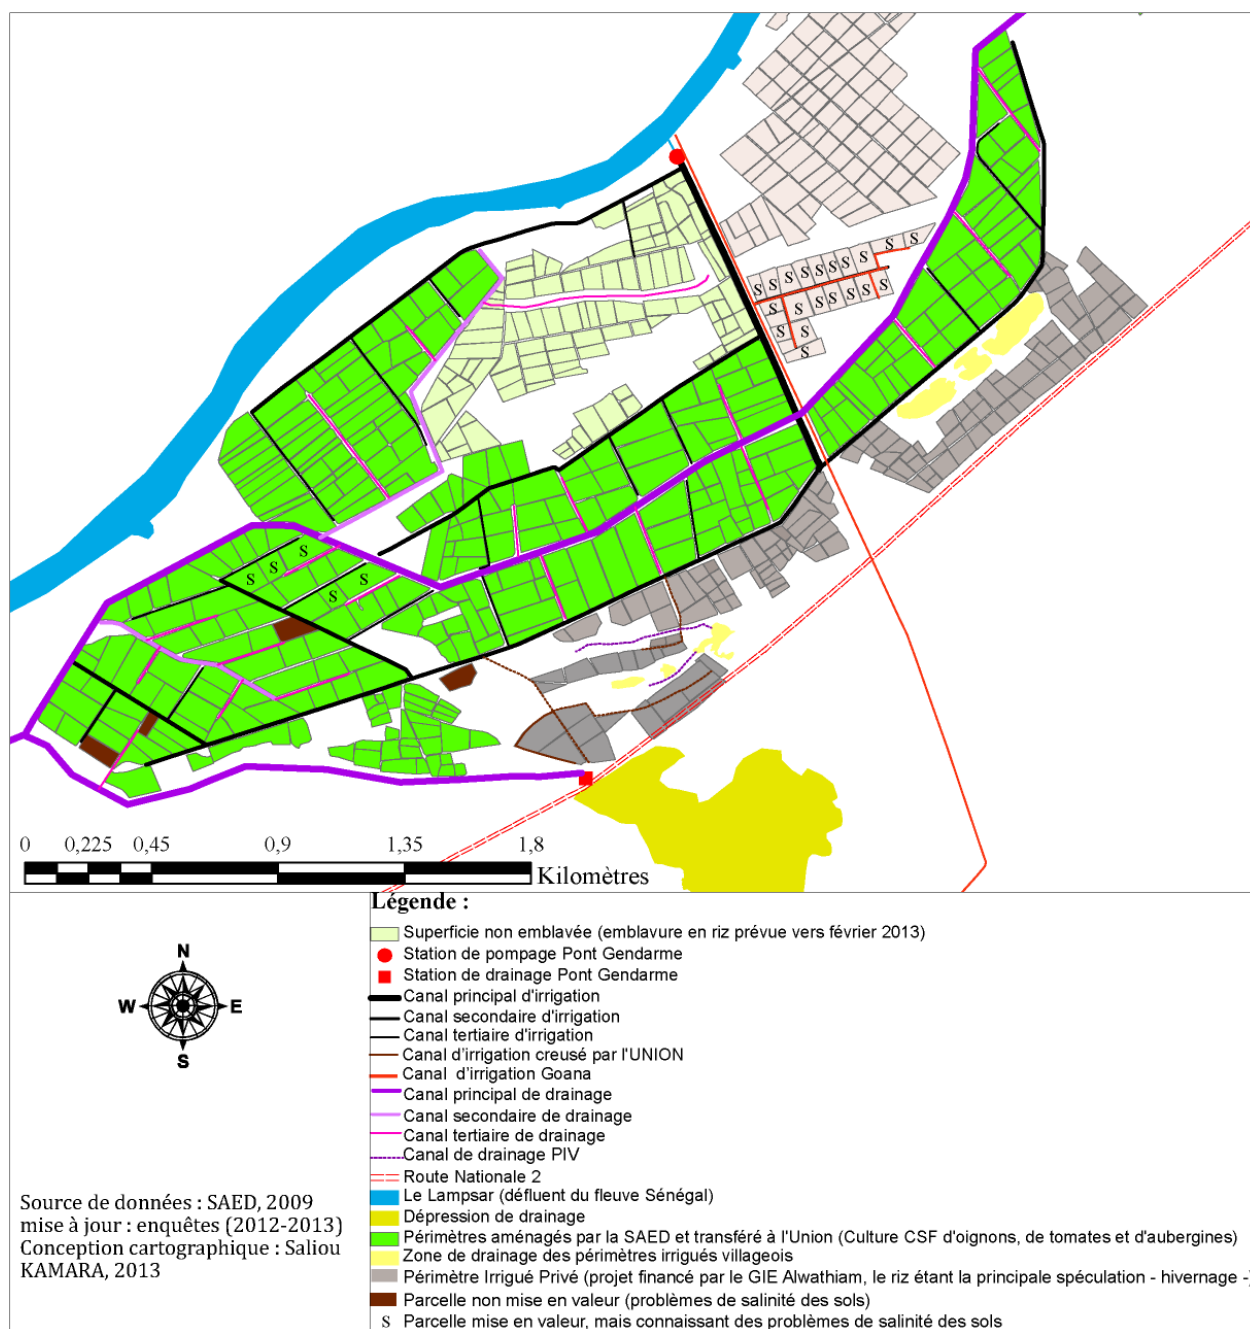 S S
S S S S S S S S
S S S S S S S
S S
S
S S S S
S S
0 0,225 0,45 0,9 1,35 1,8
Kilomètres
Légende :
Superficie non emblavée (emblavure en riz prévue vers février 2013)
Station de pompage Pont Gendarme
Station de drainage Pont Gendarme
Canal principal d'irrigation
Canal secondaire d'irrigation
Canal tertiaire d'irrigation
Canal d'irrigation creusé par l'UNION
Canal d'irrigation Goana
Canal principal de drainage
Canal secondaire de drainage
Canal tertiaire de drainage
Canal de drainage PIV
Route Nationale 2
Le Lampsar (défluent du fleuve Sénégal)
Dépression de drainage
Périmètres aménagés par la SAED et transféré à l'Union (Culture CSF d'oignons, de tomates et d'aubergines)
Zone de drainage des périmètres irrigués villageois
Périmètre Irrigué Privé (projet financé par le GIE Alwathiam, le riz étant la principale spéculation - hivernage -)
Parcelle non mise en valeur (problèmes de salinité des sols)
S Parcelle mise en valeur, mais connaissant des problèmes de salinité des sols
N
W E
S
Source de données : SAED, 2009
mise à jour : enquêtes (2012-2013)
Conception cartographique : Saliou
KAMARA, 2013